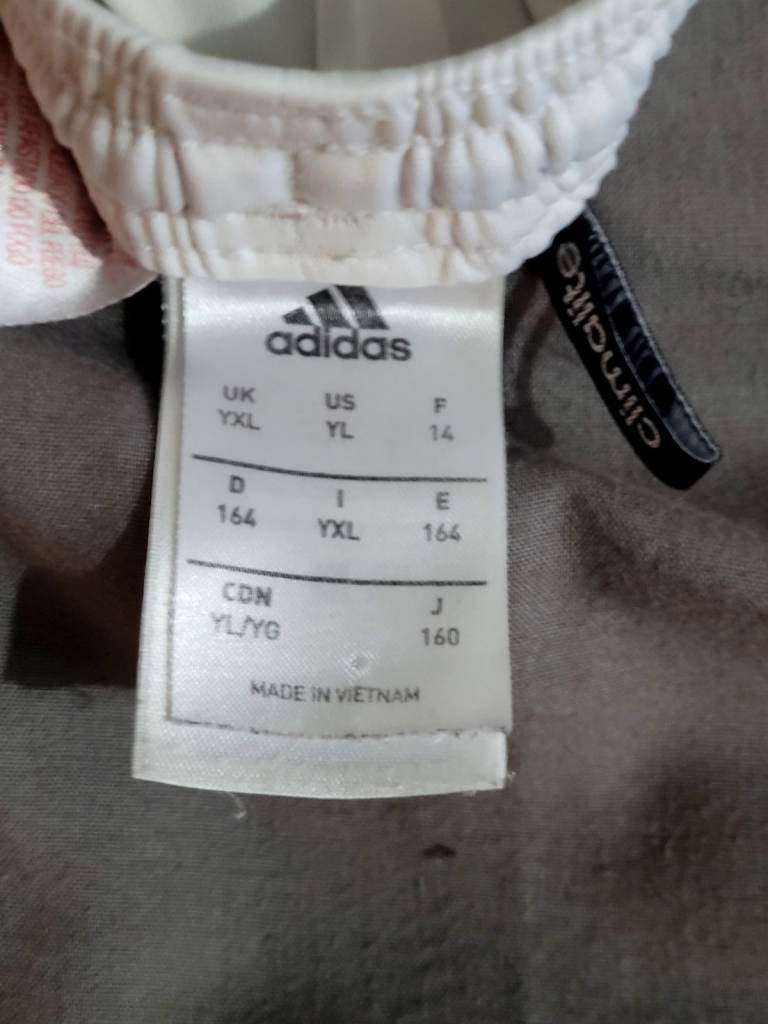 adidas
UK US F
YXL YL 14
D I E
164 YXL 164
CDN J
YL/YG 160
MADE IN VIETNAM
climalite